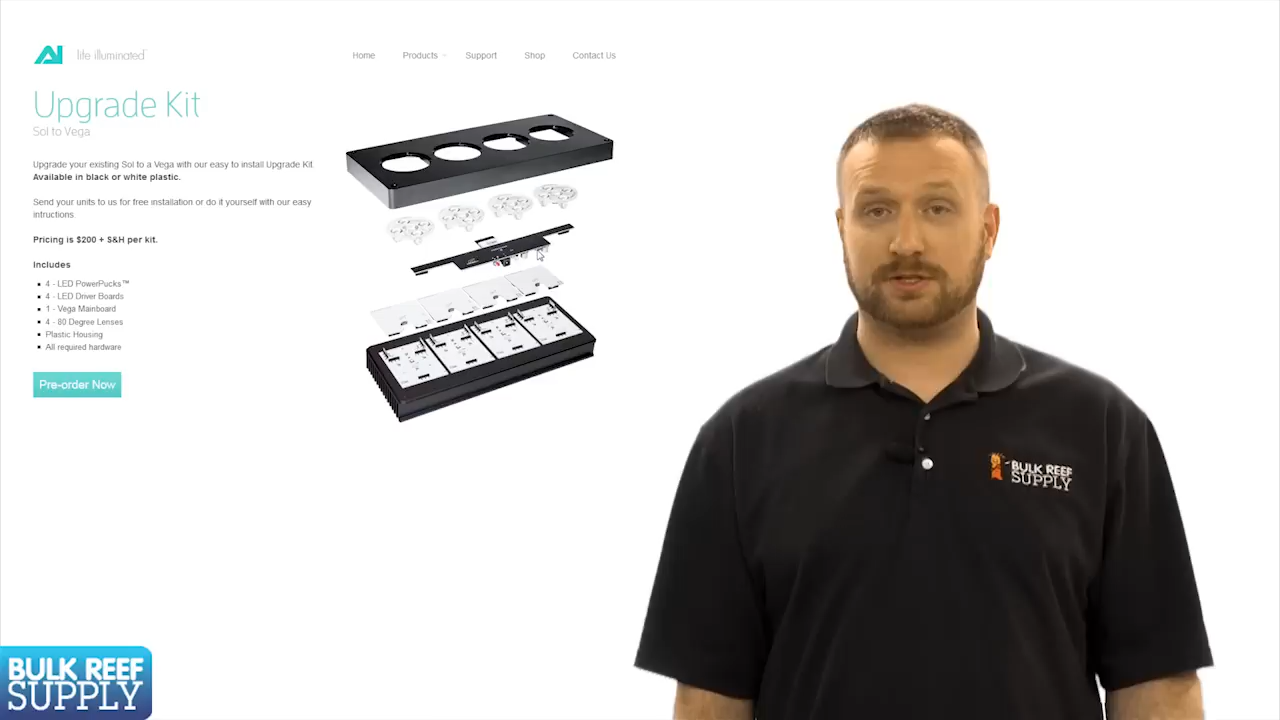 AI life illuminated
Home Products Support Shop Contact Us
Upgrade Kit
Sol to Vega
Upgrade your existing Sol to a Vega with our easy to install Upgrade Kit.
Available in black or white plastic.
Send your units to us for free installation or do it yourself with our easy
intructions
Pricing is $200 + S&H per kit.
Includes
4 - LED PowerPucks™
4 - LED Driver Boards
1 - Vega Mainboard
4 - 80 Degree Lenses
Plastic Housing
All required hardware
Pre-order Now
BULK REEF
SUPPLY
BULK REEF
SUPPLY